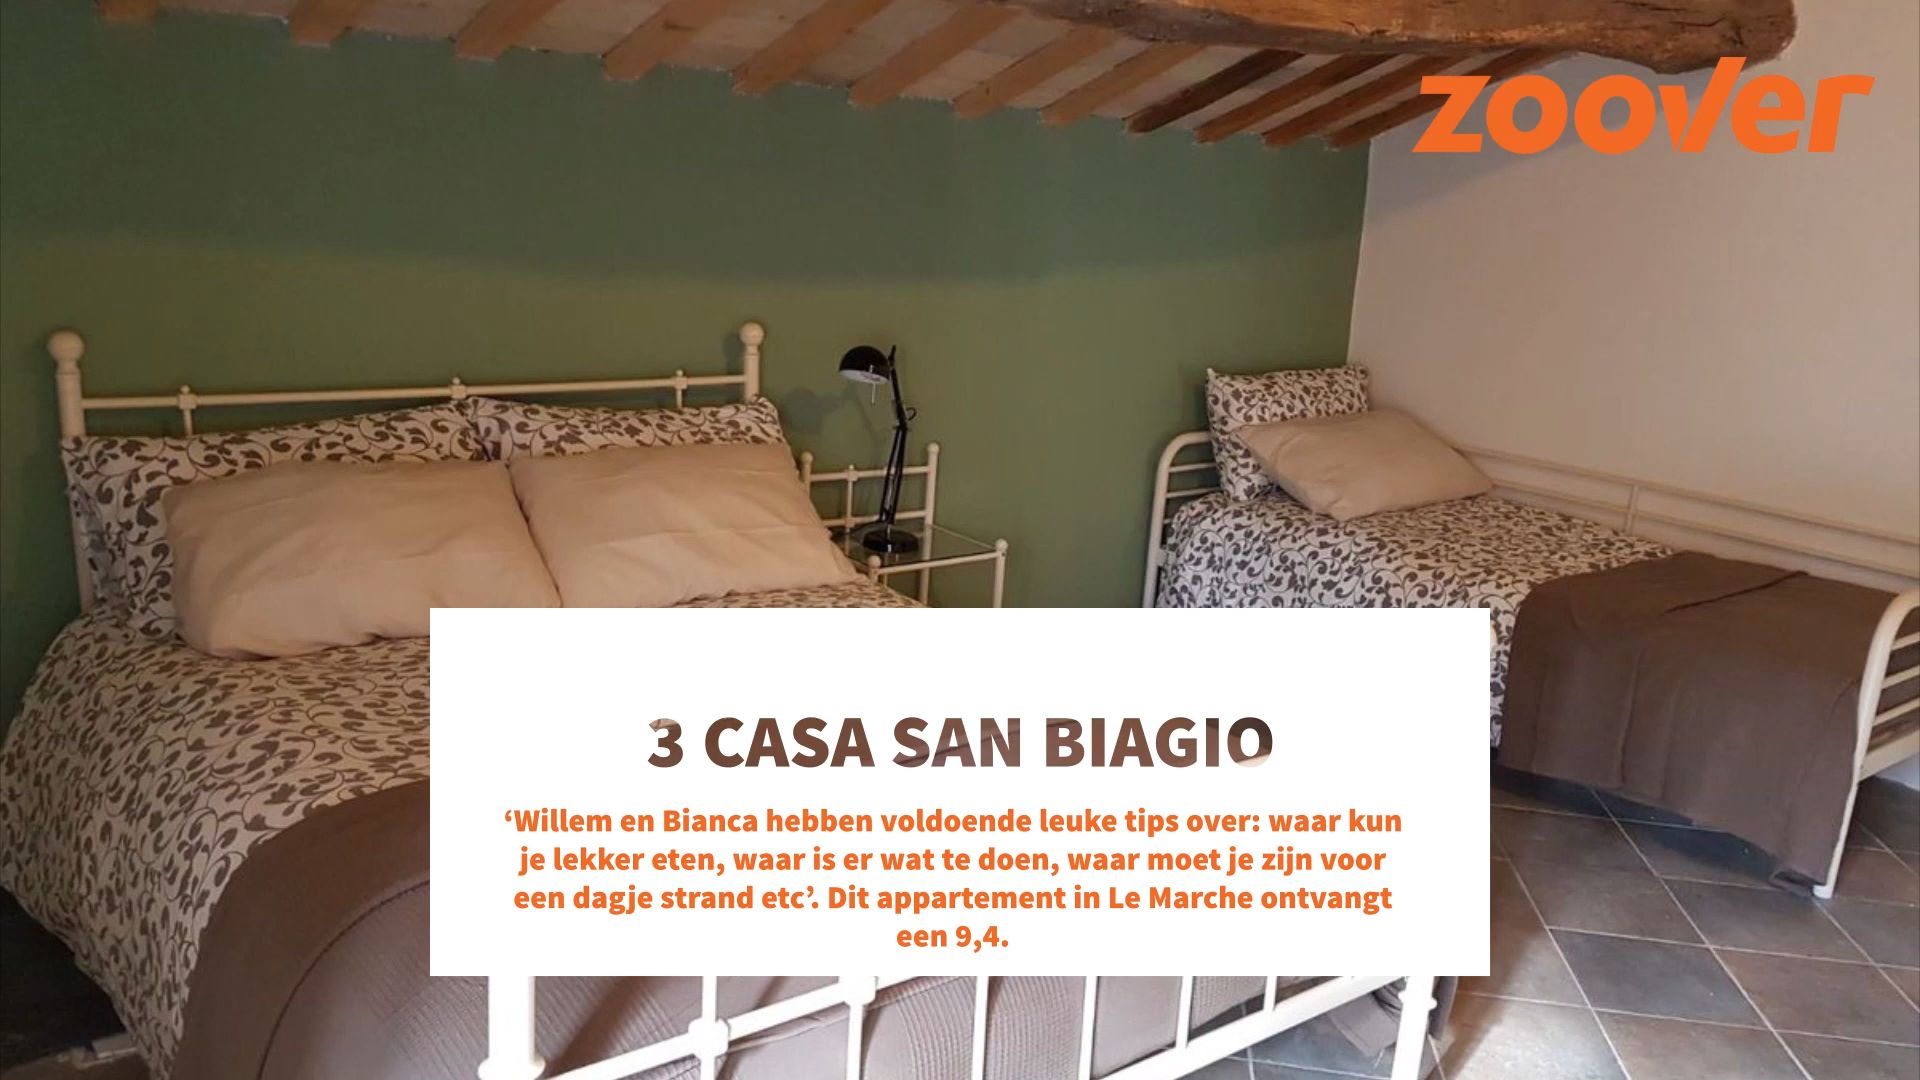 zoover
3 CASA SAN BIAGIO
‘Willem en Bianca hebben voldoende leuke tips over: waar kun
je lekker eten, waar is er wat te doen, waar moet je zijn voor
een dagje strand etc’. Dit appartement in Le Marche ontvangt
een 9,4.